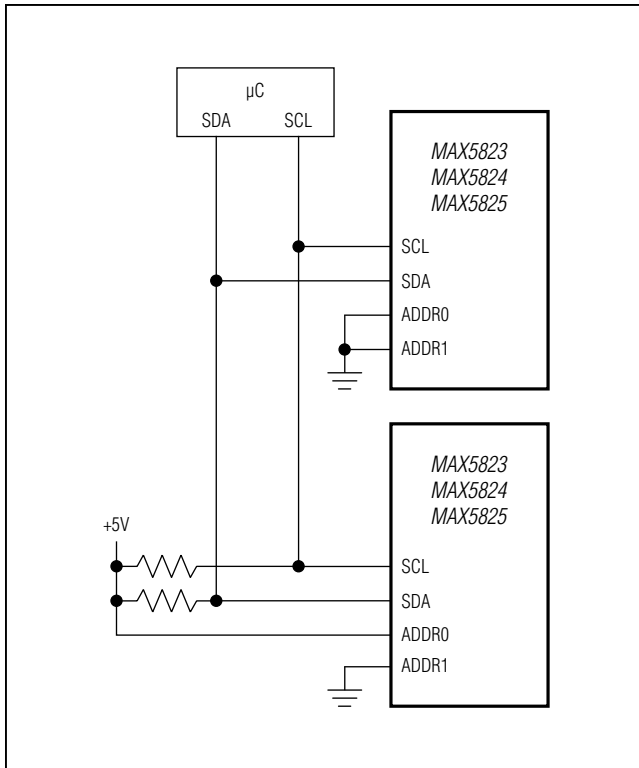 µC
SDA SCL
MAX5823
MAX5824
MAX5825
SCL
SDA
ADDR0
ADDR1
MAX5823
MAX5824
MAX5825
+5V
SCL
SDA
ADDR0
ADDR1